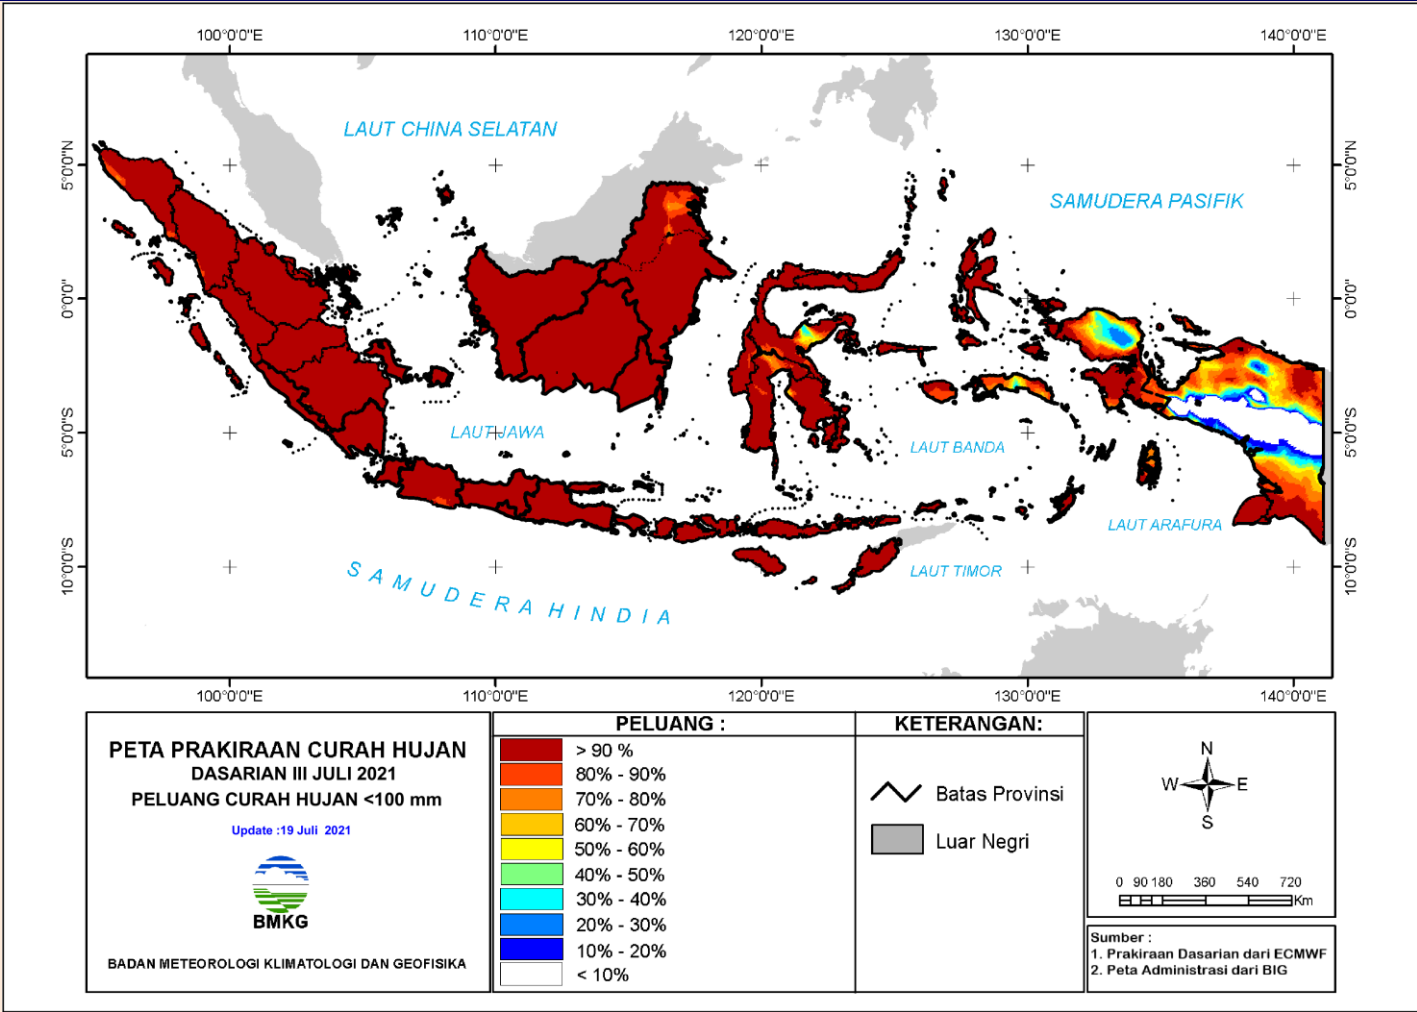 100°0'0"E 110°0'0"E 120°0'0"E 130°0'0"E 140°0'0"E
LAUT CHINA SELATAN
5°0'0"N
5°0'0"N
SAMUDERA PASIFIK
0°0'0"
0°0'0"
LAUT JAWA
5°0'0"S
5°0'0"S
LAUT BANDA
LAUT ARAFURA
10°0'0"S
10°0'0"S
LAUT TIMOR
SAMUDERA HINDIA
100°0'0"E 110°0'0"E 120°0'0"E 130°0'0"E 140°0'0"E
PETA PRAKIRAAN CURAH HUJAN
DASARIAN III JULI 2021
PELUANG CURAH HUJAN <100 mm
Update :19 Juli 2021
BMKG
BADAN METEOROLOGI KLIMATOLOGI DAN GEOFISIKA
PELUANG :
> 90 %
80% - 90%
70% - 80%
60% - 70%
50% - 60%
40% - 50%
30% - 40%
20% - 30%
10% - 20%
< 10%
KETERANGAN:
Batas Provinsi
Luar Negri
N
W E
S
0 90 180 360 540 720
Km
Sumber :
1. Prakiraan Dasarian dari ECMWF
2. Peta Administrasi dari BIG